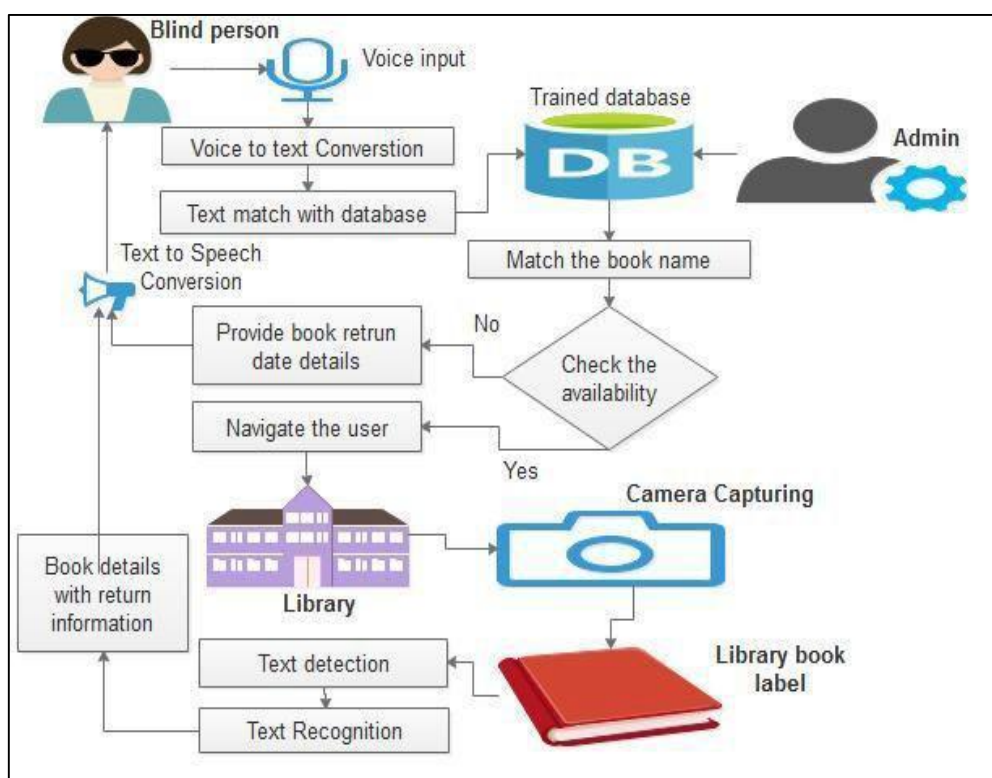 Blind person
Voice input
Voice to text Converstion
Text match with database
Trained database
DB
Admin
Match the book name
Text to Speech
Conversion
No
Provide book retrun
date details
Check the
availability
Navigate the user
Yes
Camera Capturing
Library
Book details
with return
information
Text detection
Library book
label
Text Recognition